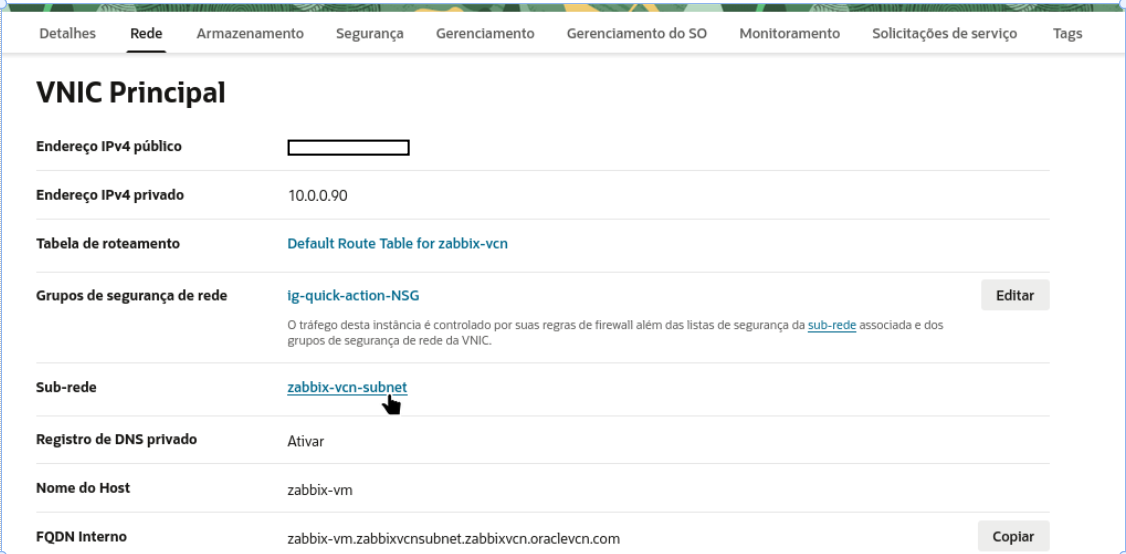 Detalhes Rede Armazenamento Segurança Gerenciamento Gerenciamento do SO Monitoramento Solicitações de serviço Tags
VNIC Principal
Endereço IPv4 público
Endereço IPv4 privado 10.0.0.90
Tabela de roteamento Default Route Table for zabbix-vcn
Grupos de segurança de rede ig-quick-action-NSG Editar
O tráfego desta instância é controlado por suas regras de firewall além das listas de segurança da sub-rede associada e dos
grupos de segurança de rede da VNIC.
Sub-rede zabbix-vcn-subnet
Registro de DNS privado Ativar
Nome do Host zabbix-vm
FQDN Interno zabbix-vm.zabbixvcnsubnet.zabbixvcn.oraclevcn.com Copiar